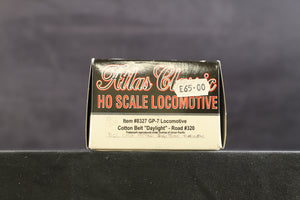 Atlas Classic
£65.00
HO SCALE LOCOMOTIVE
Item #8327 GP-7 Locomotive
Cotton Belt "Daylight" - Road #320